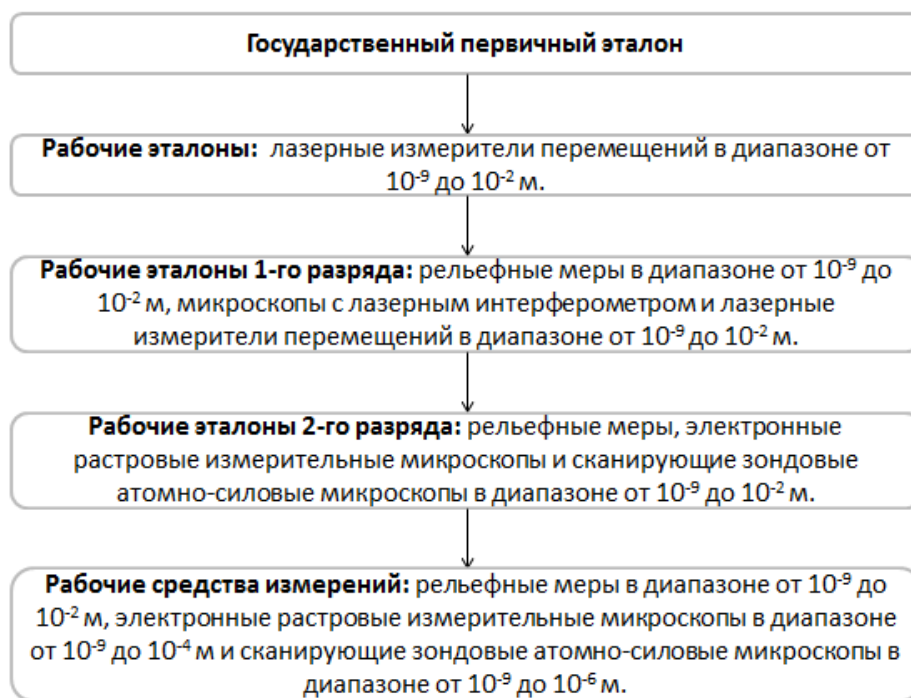 Государственный первичный эталон
Рабочие эталоны: лазерные измерители перемещений в диапазоне от
10⁻⁹ до 10⁻² м.
Рабочие эталоны 1-го разряда: рельефные меры в диапазоне от 10⁻⁹ до
10⁻² м, микроскопы с лазерным интерферометром и лазерные
измерители перемещений в диапазоне от 10⁻⁹ до 10⁻² м.
Рабочие эталоны 2-го разряда: рельефные меры, электронные
растровые измерительные микроскопы и сканирующие зондовые
атомно-силовые микроскопы в диапазоне от 10⁻⁹ до 10⁻² м.
Рабочие средства измерений: рельефные меры в диапазоне от 10⁻⁹ до
10⁻² м, электронные растровые измерительные микроскопы в диапазоне
от 10⁻⁹ до 10⁻⁴ м и сканирующие зондовые атомно-силовые микроскопы в
диапазоне от 10⁻⁹ до 10⁻⁶ м.